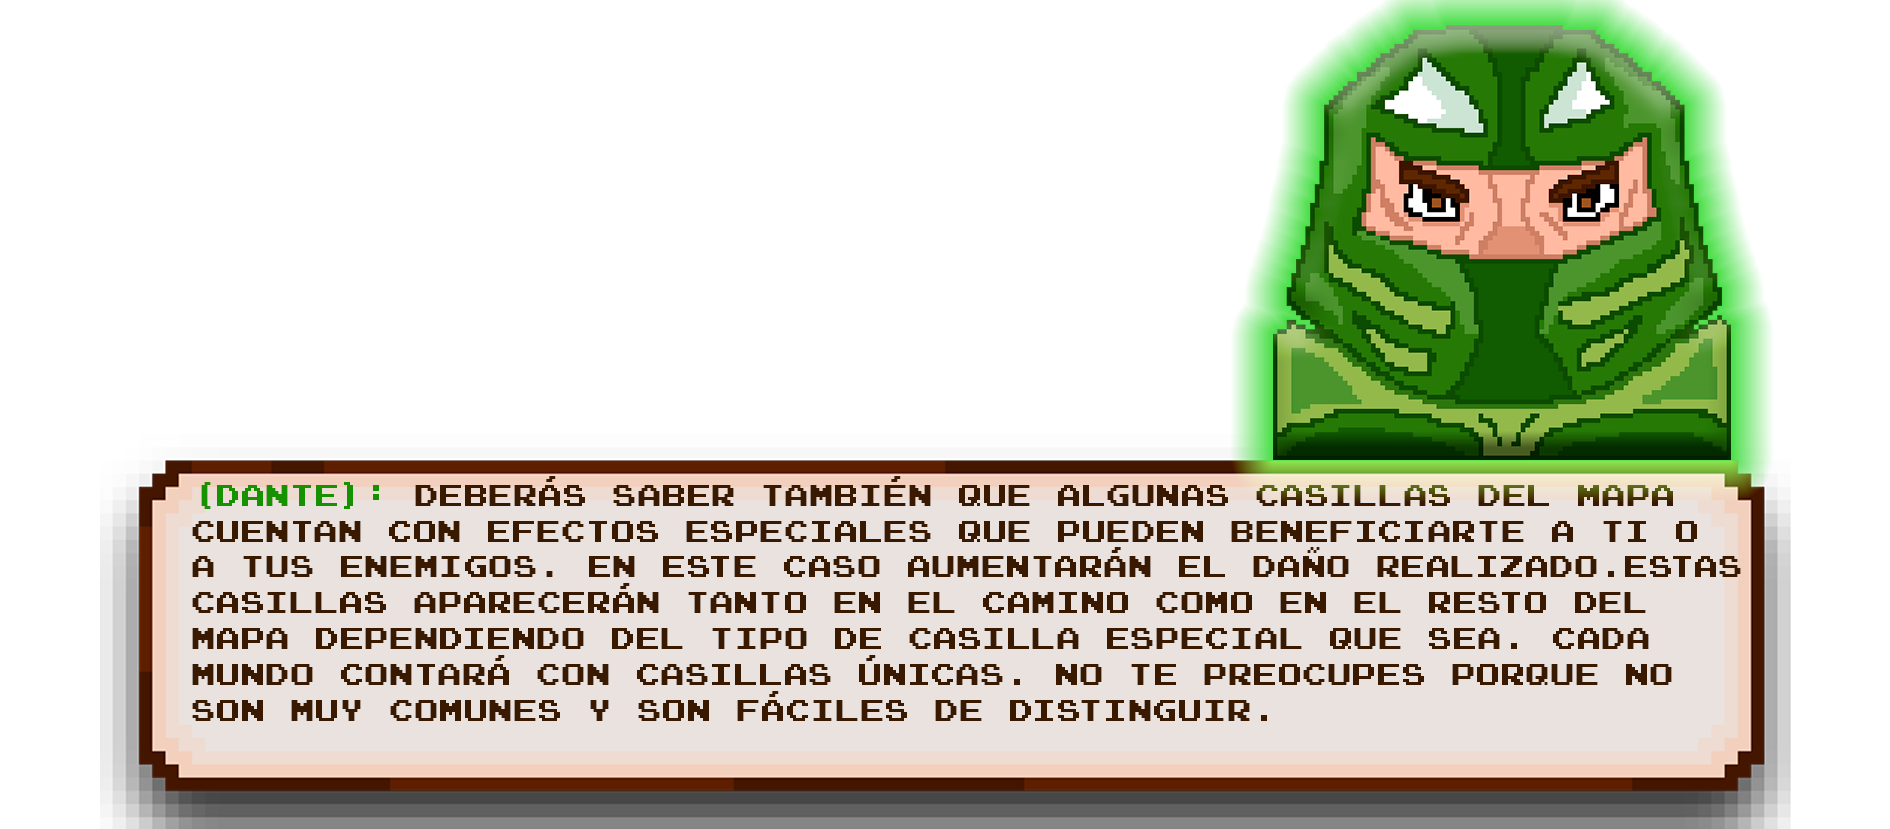 (DANTE): DEBERÁS SABER TAMBIÉN QUE ALGUNAS CASILLAS DEL MAPA
CUENTAN CON EFECTOS ESPECIALES QUE PUEDEN BENEFICIARTE A TI O
A TUS ENEMIGOS. EN ESTE CASO AUMENTARÁN EL DAÑO REALIZADO.ESTAS
CASILLAS APARECERÁN TANTO EN EL CAMINO COMO EN EL RESTO DEL
MAPA DEPENDIENDO DEL TIPO DE CASILLA ESPECIAL QUE SEA. CADA
MUNDO CONTARÁ CON CASILLAS ÚNICAS. NO TE PREOCUPES PORQUE NO
SON MUY COMUNES Y SON FÁCILES DE DISTINGUIR.